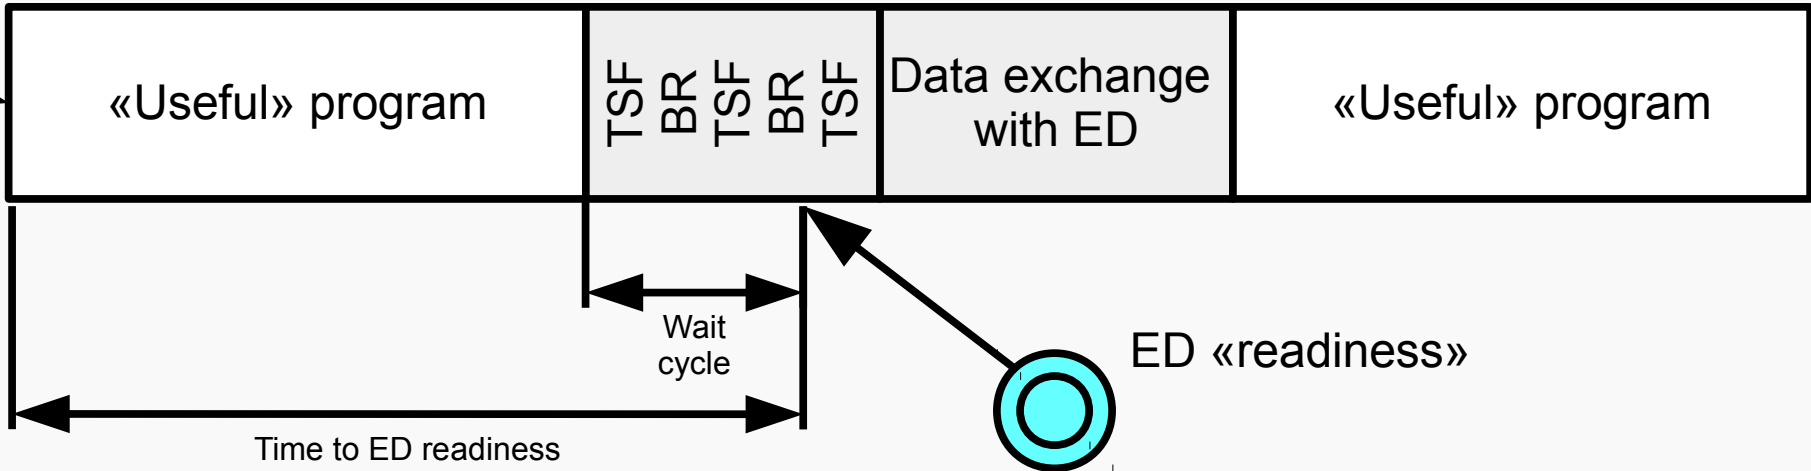 «Useful» program
TSF
BR
TSF
BR
TSF
Data exchange
with ED
«Useful» program
Wait
cycle
ED «readiness»
Time to ED readiness